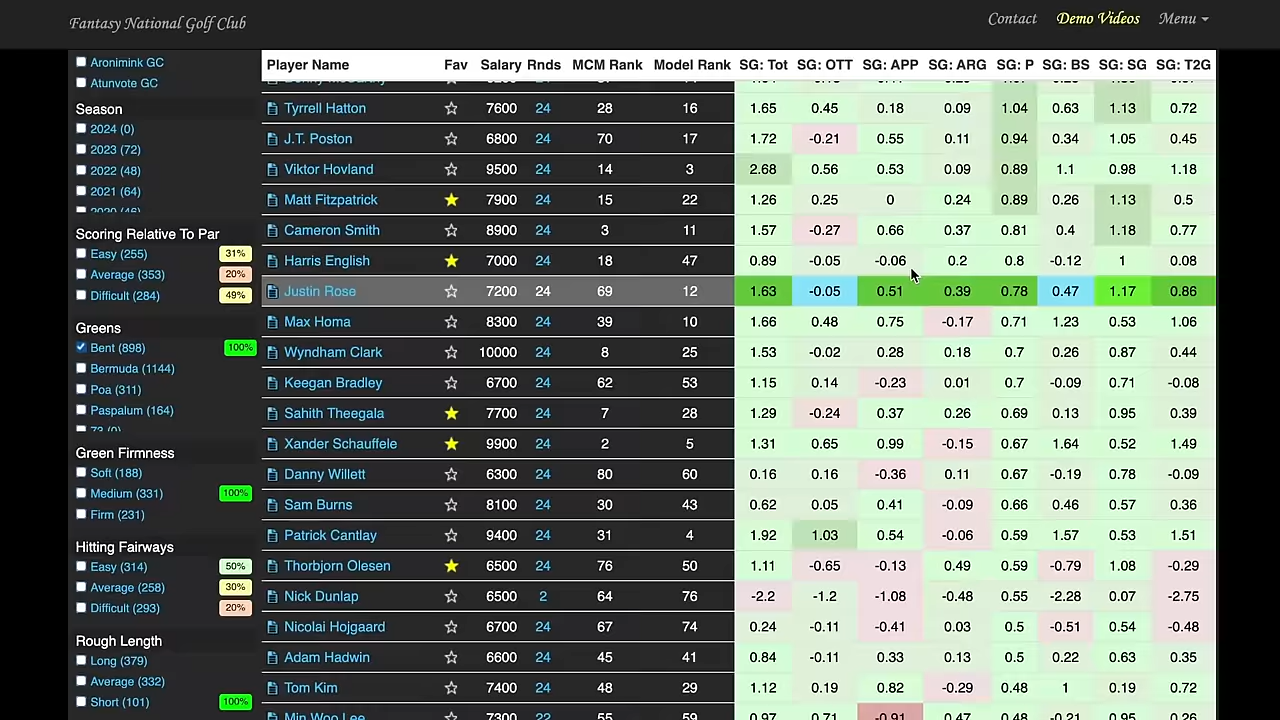 Fantasy National Golf Club
Contact Demo Videos Menu
Aronimink GC
Atunvote GC
Season
2024 (0)
2023 (72)
2022 (48)
2021 (64)
2020 (46)
Scoring Relative To Par
Easy (255) 31%
Average (353) 20%
Difficult (284) 49%
Greens
Bent (898) 100%
Bermuda (1144)
Poa (311)
Paspalum (164)
Green Firmness
Soft (188)
Medium (331) 100%
Firm (231)
Hitting Fairways
Easy (314) 50%
Average (258) 30%
Difficult (293) 20%
Rough Length
Long (379)
Average (332)
Short (101) 100%
Player Name Fav Salary Rnds MCM Rank Model Rank SG: Tot SG: OTT SG: APP SG: ARG SG: P SG: BS SG: SG SG: T2G
Tyrrell Hatton 7600 24 28 16 1.65 0.45 0.18 0.09 1.04 0.63 1.13 0.72
J.T. Poston 6800 24 70 17 1.72 -0.21 0.55 0.11 0.94 0.34 1.05 0.45
Viktor Hovland 9500 24 14 3 2.68 0.56 0.53 0.09 0.89 1.1 0.98 1.18
Matt Fitzpatrick 7900 24 15 22 1.26 0.25 0 0.24 0.89 0.26 1.13 0.5
Cameron Smith 8900 24 3 11 1.57 -0.27 0.66 0.37 0.81 0.4 1.18 0.77
Harris English 7000 24 18 47 0.89 -0.05 -0.06 0.2 0.8 -0.12 1 0.08
Justin Rose 7200 24 69 12 1.63 -0.05 0.51 0.39 0.78 0.47 1.17 0.86
Max Homa 8300 24 39 10 1.66 0.48 0.75 -0.17 0.71 1.23 0.53 1.06
Wyndham Clark 10000 24 8 25 1.53 -0.02 0.28 0.18 0.7 0.26 0.87 0.44
Keegan Bradley 6700 24 62 53 1.15 0.14 -0.23 0.01 0.7 -0.09 0.71 -0.08
Sahith Theegala 7700 24 7 28 1.29 -0.24 0.37 0.26 0.69 0.13 0.95 0.39
Xander Schauffele 9900 24 2 5 1.31 0.65 0.99 -0.15 0.67 1.64 0.52 1.49
Danny Willett 6300 24 80 60 0.16 0.16 -0.36 0.11 0.67 -0.19 0.78 -0.09
Sam Burns 8100 24 30 43 0.62 0.05 0.41 -0.09 0.66 0.46 0.57 0.36
Patrick Cantlay 9400 24 31 4 1.92 1.03 0.54 -0.06 0.59 1.57 0.53 1.51
Thorbjorn Olesen 6500 24 76 50 1.11 -0.65 -0.13 0.49 0.59 -0.79 1.08 -0.29
Nick Dunlap 6500 2 64 76 -2.2 -1.2 -1.08 -0.48 0.55 -2.28 0.07 -2.75
Nicolai Hojgaard 6700 24 67 74 0.24 -0.11 -0.41 0.03 0.5 -0.51 0.54 -0.48
Adam Hadwin 6600 24 45 41 0.84 -0.11 0.33 0.13 0.5 0.22 0.63 0.35
Tom Kim 7400 24 48 29 1.12 0.19 0.82 -0.29 0.48 1 0.19 0.72
Min Woo Lee 7300 22 55 59 0.97 0.71 -0.91 0.47 0.48 -0.21 0.95 0.26